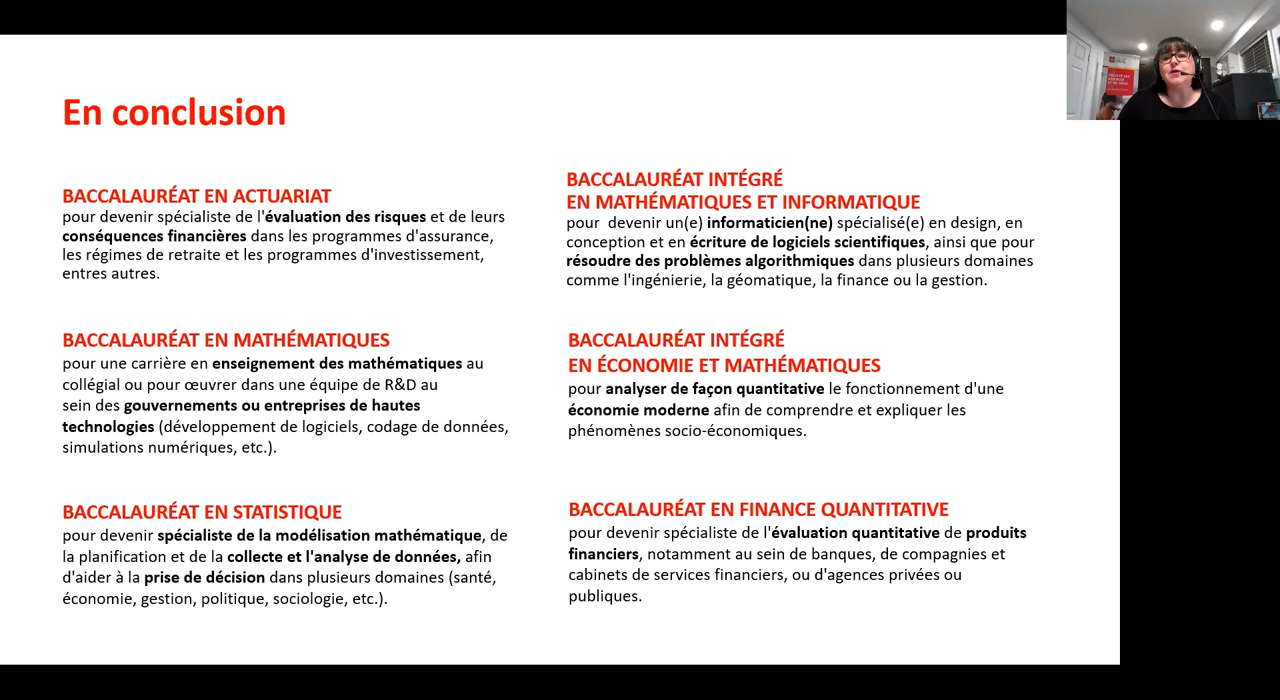 En conclusion
BACCALAURÉAT EN ACTUARIAT
pour devenir spécialiste de l'évaluation des risques et de leurs
conséquences financières dans les programmes d'assurance,
les régimes de retraite et les programmes d'investissement,
entres autres.
BACCALAURÉAT EN MATHÉMATIQUES
pour une carrière en enseignement des mathématiques au
collégial ou pour œuvrer dans une équipe de R&D au
sein des gouvernements ou entreprises de hautes
technologies (développement de logiciels, codage de données,
simulations numériques, etc.).
BACCALAURÉAT EN STATISTIQUE
pour devenir spécialiste de la modélisation mathématique, de
la planification et de la collecte et l'analyse de données, afin
d'aider à la prise de décision dans plusieurs domaines (santé,
économie, gestion, politique, sociologie, etc.).
BACCALAURÉAT INTÉGRÉ
EN MATHÉMATIQUES ET INFORMATIQUE
pour devenir un(e) informaticien(ne) spécialisé(e) en design, en
conception et en écriture de logiciels scientifiques, ainsi que pour
résoudre des problèmes algorithmiques dans plusieurs domaines
comme l'ingénierie, la géomatique, la finance ou la gestion.
BACCALAURÉAT INTÉGRÉ
EN ÉCONOMIE ET MATHÉMATIQUES
pour analyser de façon quantitative le fonctionnement d'une
économie moderne afin de comprendre et expliquer les
phénomènes socio-économiques.
BACCALAURÉAT EN FINANCE QUANTITATIVE
pour devenir spécialiste de l'évaluation quantitative de produits
financiers, notamment au sein de banques, de compagnies et
cabinets de services financiers, ou d'agences privées ou
publiques.